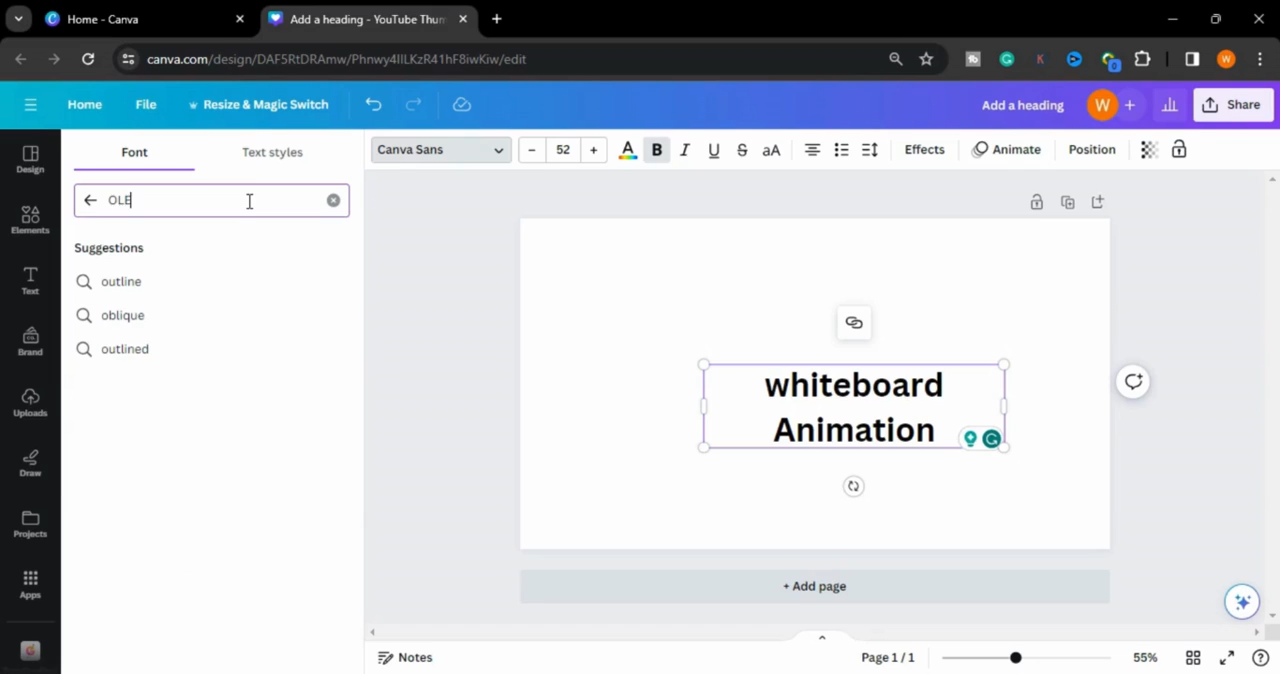 Home - Canva
Add a heading - YouTube Thum
canva.com/design/DAF5RtDRAmw/Phnwy4IlLKzR41hF8iwKiw/edit
W
Home
File
Resize & Magic Switch
Add a heading
W
Share
Design
Elements
Text
Brand
Uploads
Draw
Projects
Apps
Font
Text styles
OLE
Suggestions
outline
oblique
outlined
Canva Sans
52
A
B
I
U
S
aA
Effects
Animate
Position
whiteboard
Animation
+ Add page
Notes
Page 1 / 1
55%